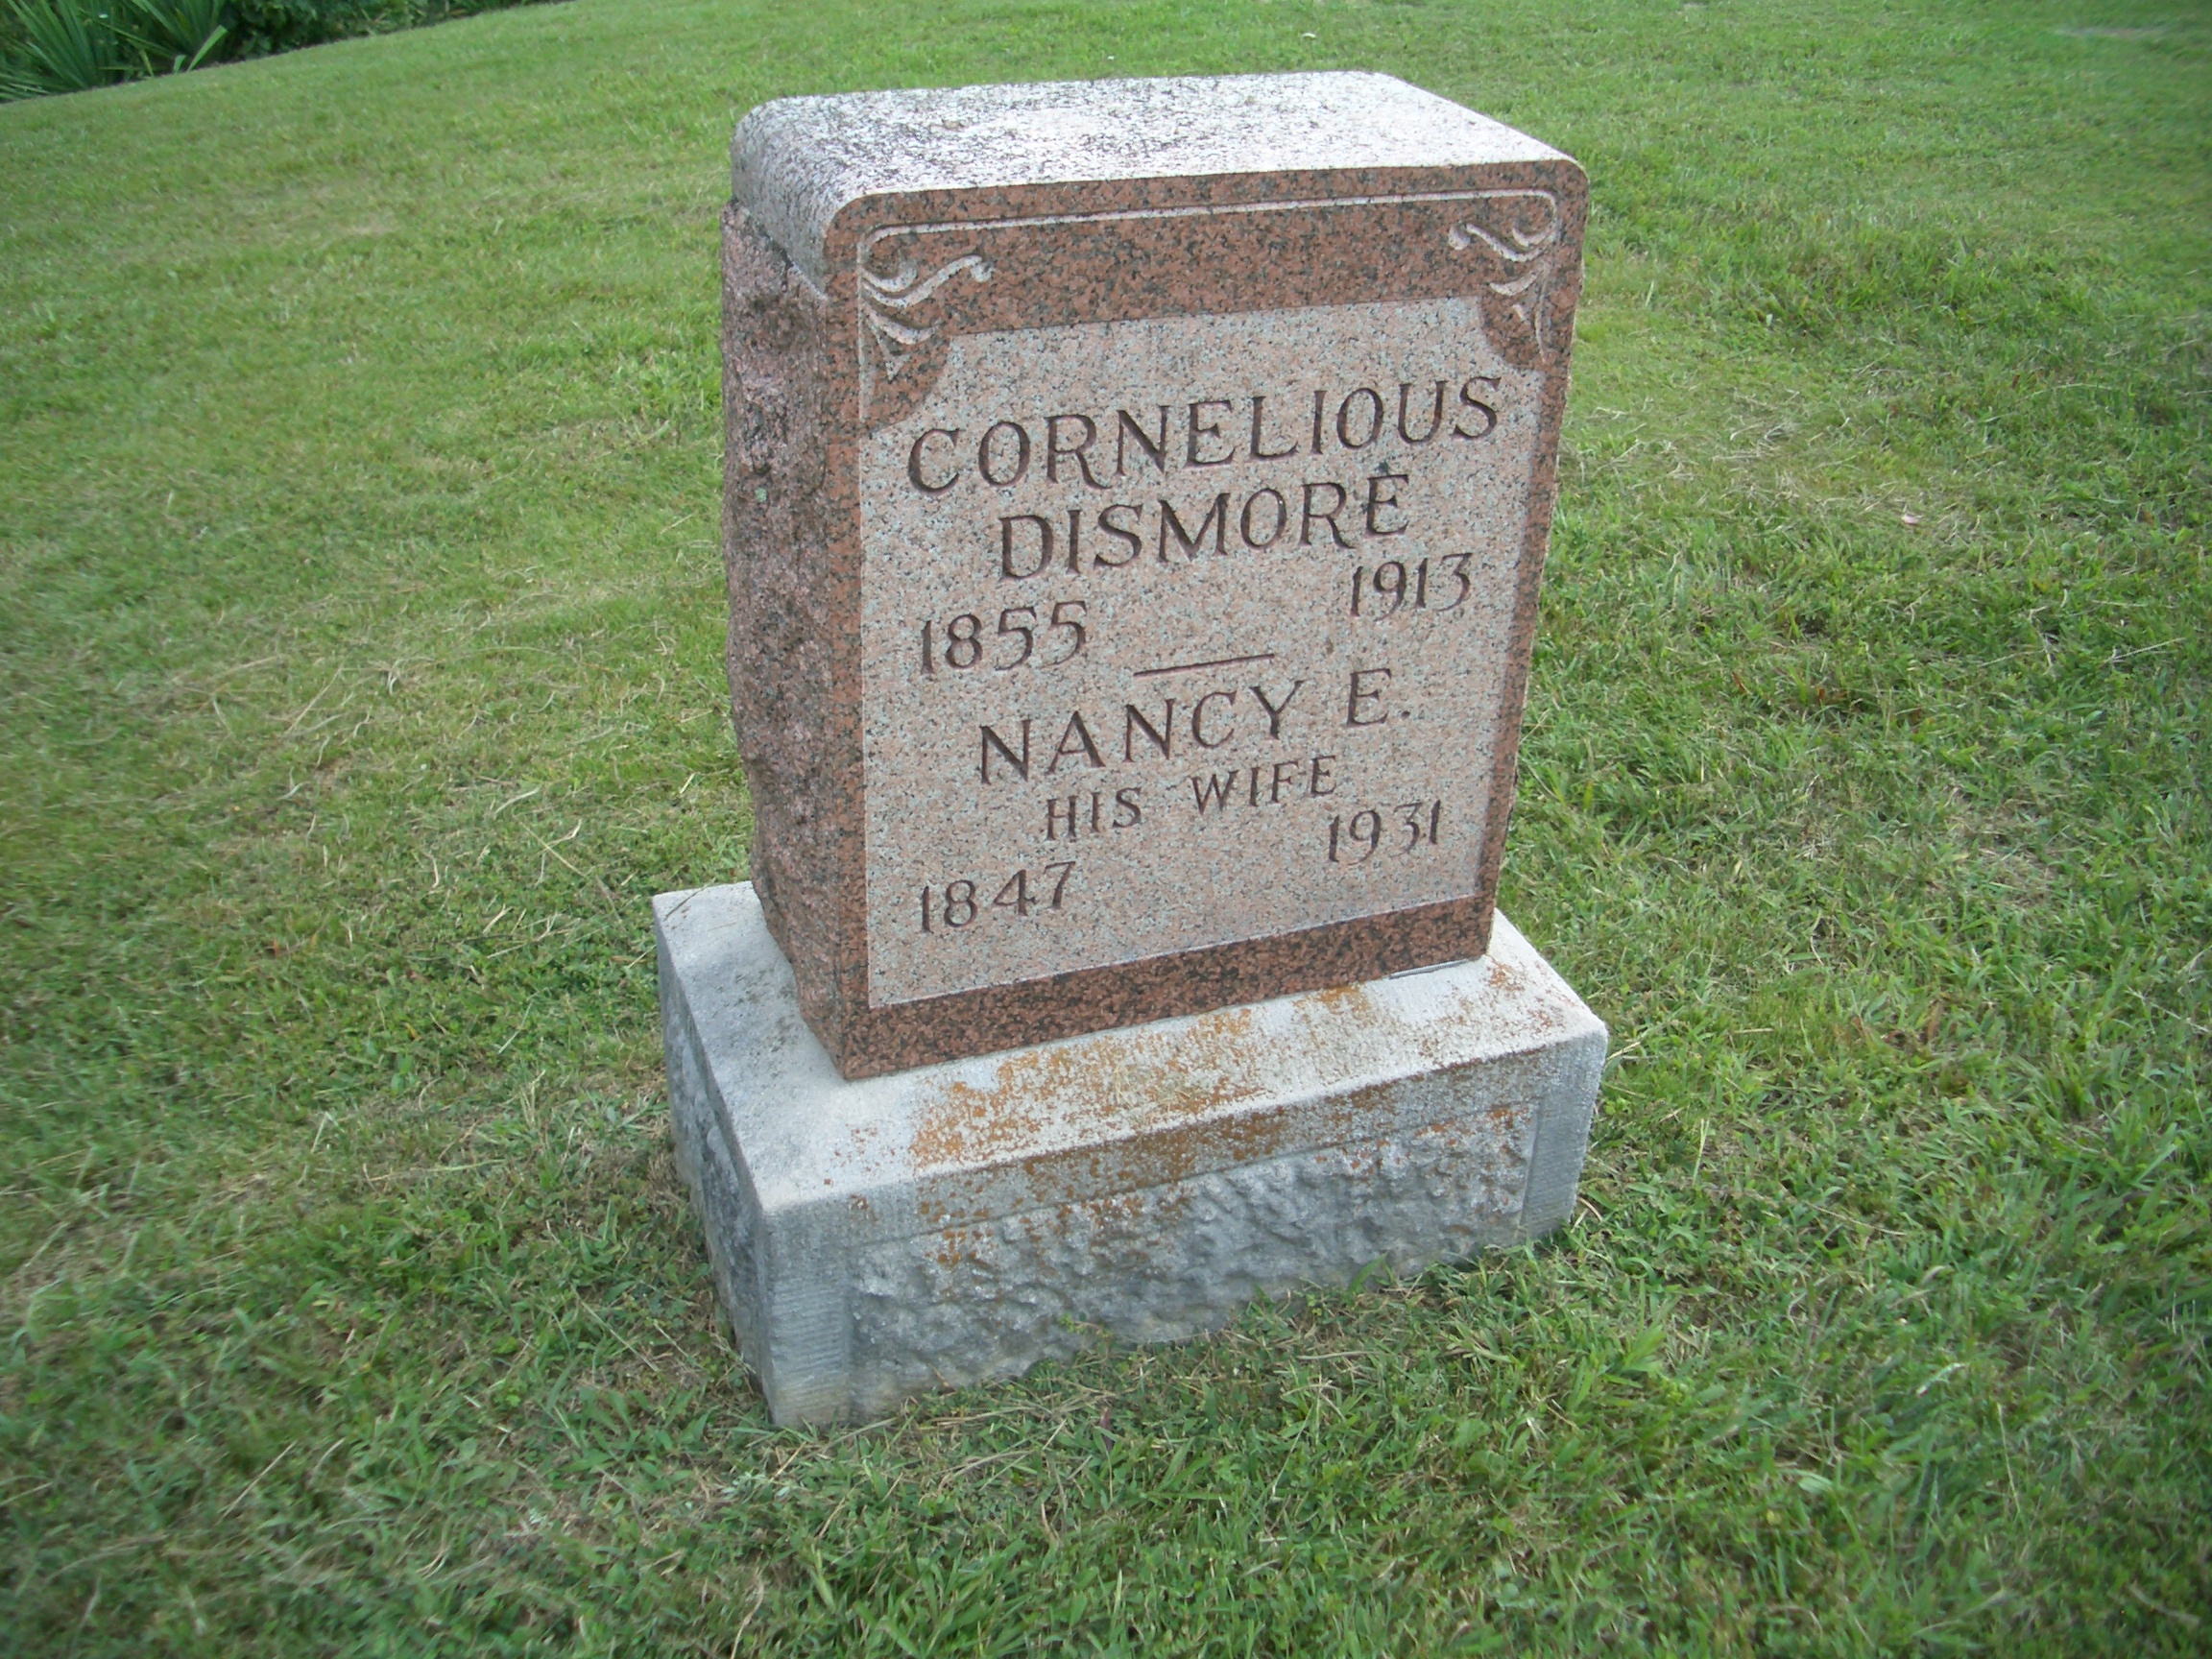 CORNELIOUS
DISMORE
1855 1913
NANCY E.
HIS WIFE
1847 1931